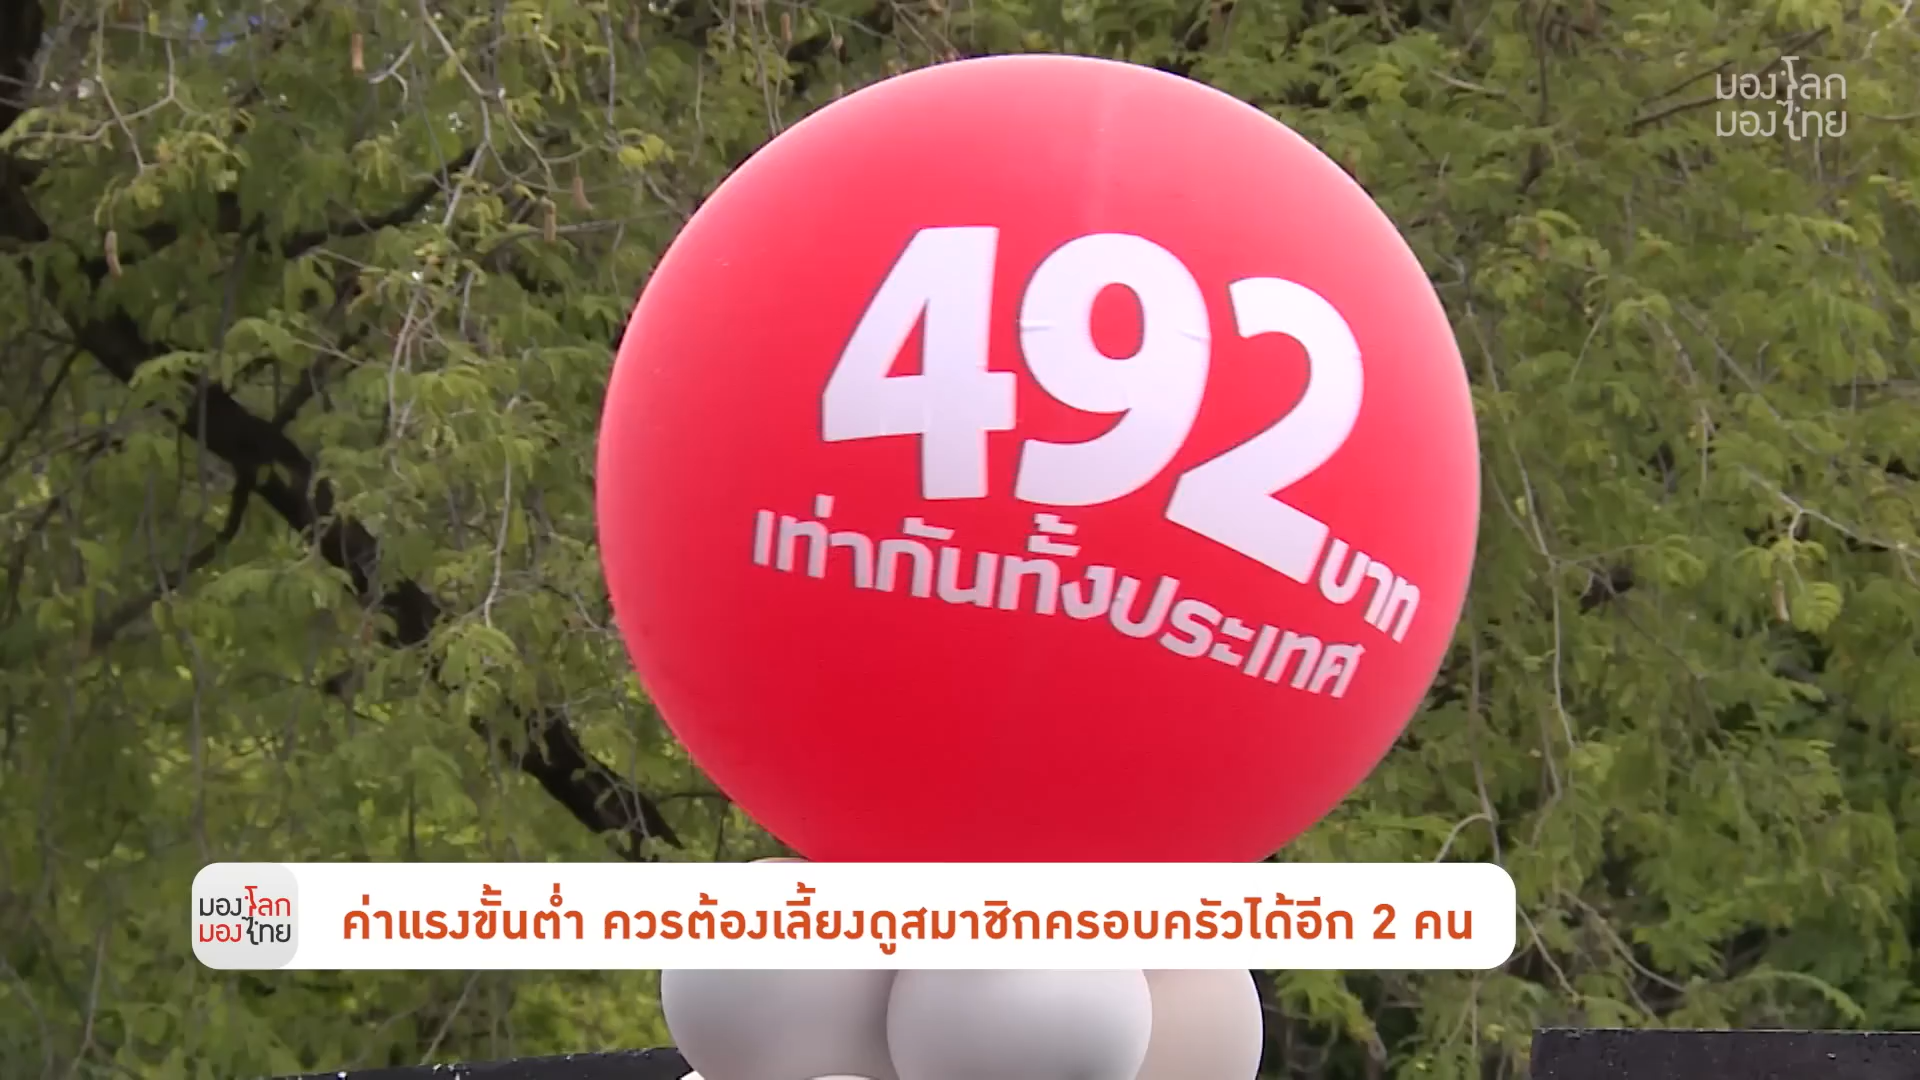 มองโลก
มองไทย
492 บาท
เท่ากันทั้งประเทศ
มองโลก
มองไทย
ค่าแรงขั้นต่ำ ควรต้องเลี้ยงดูสมาชิกครอบครัวได้อีก 2 คน